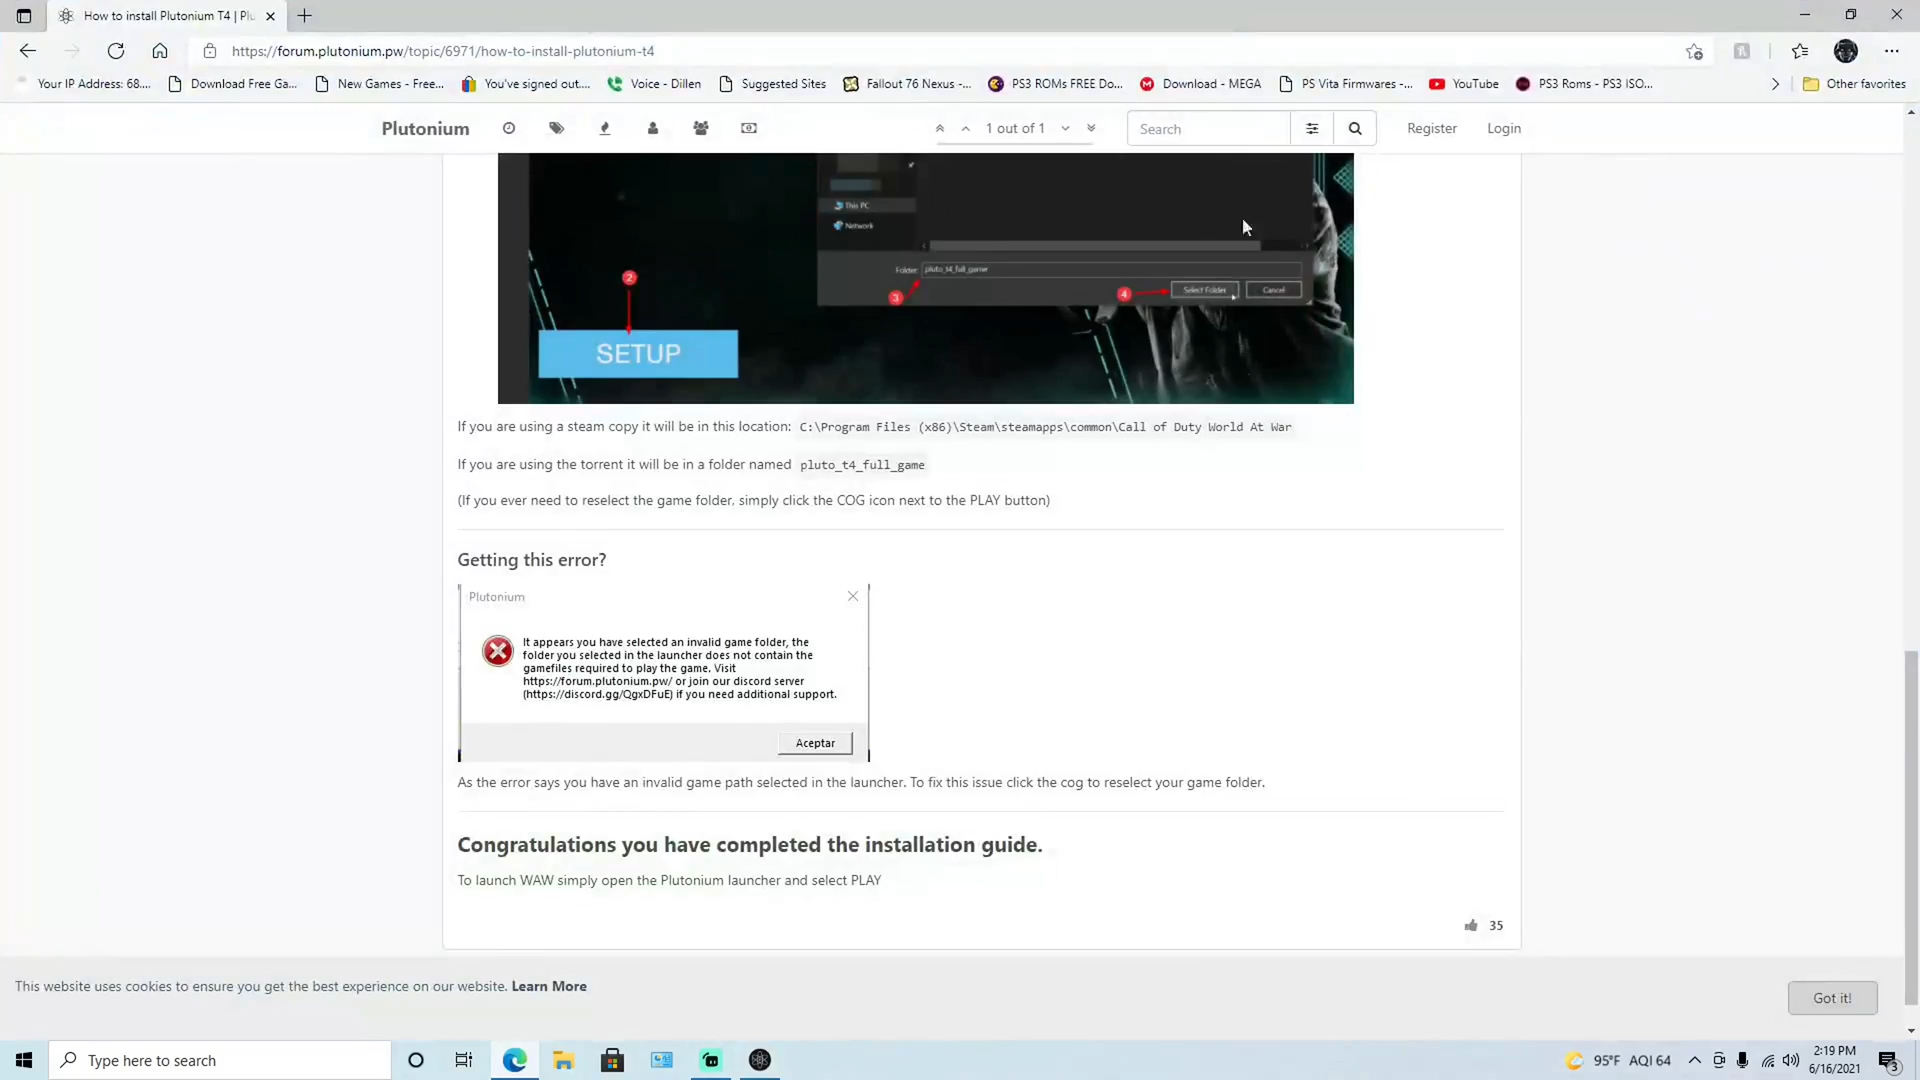 How to install Plutonium T4 | Plu
https://forum.plutonium.pw/topic/6971/how-to-install-plutonium-t4
Your IP Address: 68....
Download Free Ga...
New Games - Free...
You've signed out....
Voice - Dillen
Suggested Sites
Fallout 76 Nexus -...
PS3 ROMs FREE Do...
Download - MEGA
PS Vita Firmwares -...
YouTube
PS3 Roms - PS3 ISO...
Other favorites
Plutonium
1 out of 1
Search
Register
Login
This PC
Network
2
Folder:
pluto_t4_full_game
3
4
Select Folder
Cancel
SETUP
If you are using a steam copy it will be in this location: C:\Program Files (x86)\Steam\steamapps\common\Call of Duty World At War
If you are using the torrent it will be in a folder named pluto_t4_full_game
(If you ever need to reselect the game folder, simply click the COG icon next to the PLAY button)
Getting this error?
Plutonium
It appears you have selected an invalid game folder, the
folder you selected in the launcher does not contain the
gamefiles required to play the game. Visit
https://forum.plutonium.pw/ or join our discord server
(https://discord.gg/QgxDFuE) if you need additional support.
Aceptar
As the error says you have an invalid game path selected in the launcher. To fix this issue click the cog to reselect your game folder.
Congratulations you have completed the installation guide.
To launch WAW simply open the Plutonium launcher and select PLAY
35
This website uses cookies to ensure you get the best experience on our website. Learn More
Got it!
Type here to search
95°F AQI 64
2:19 PM
6/16/2021
3